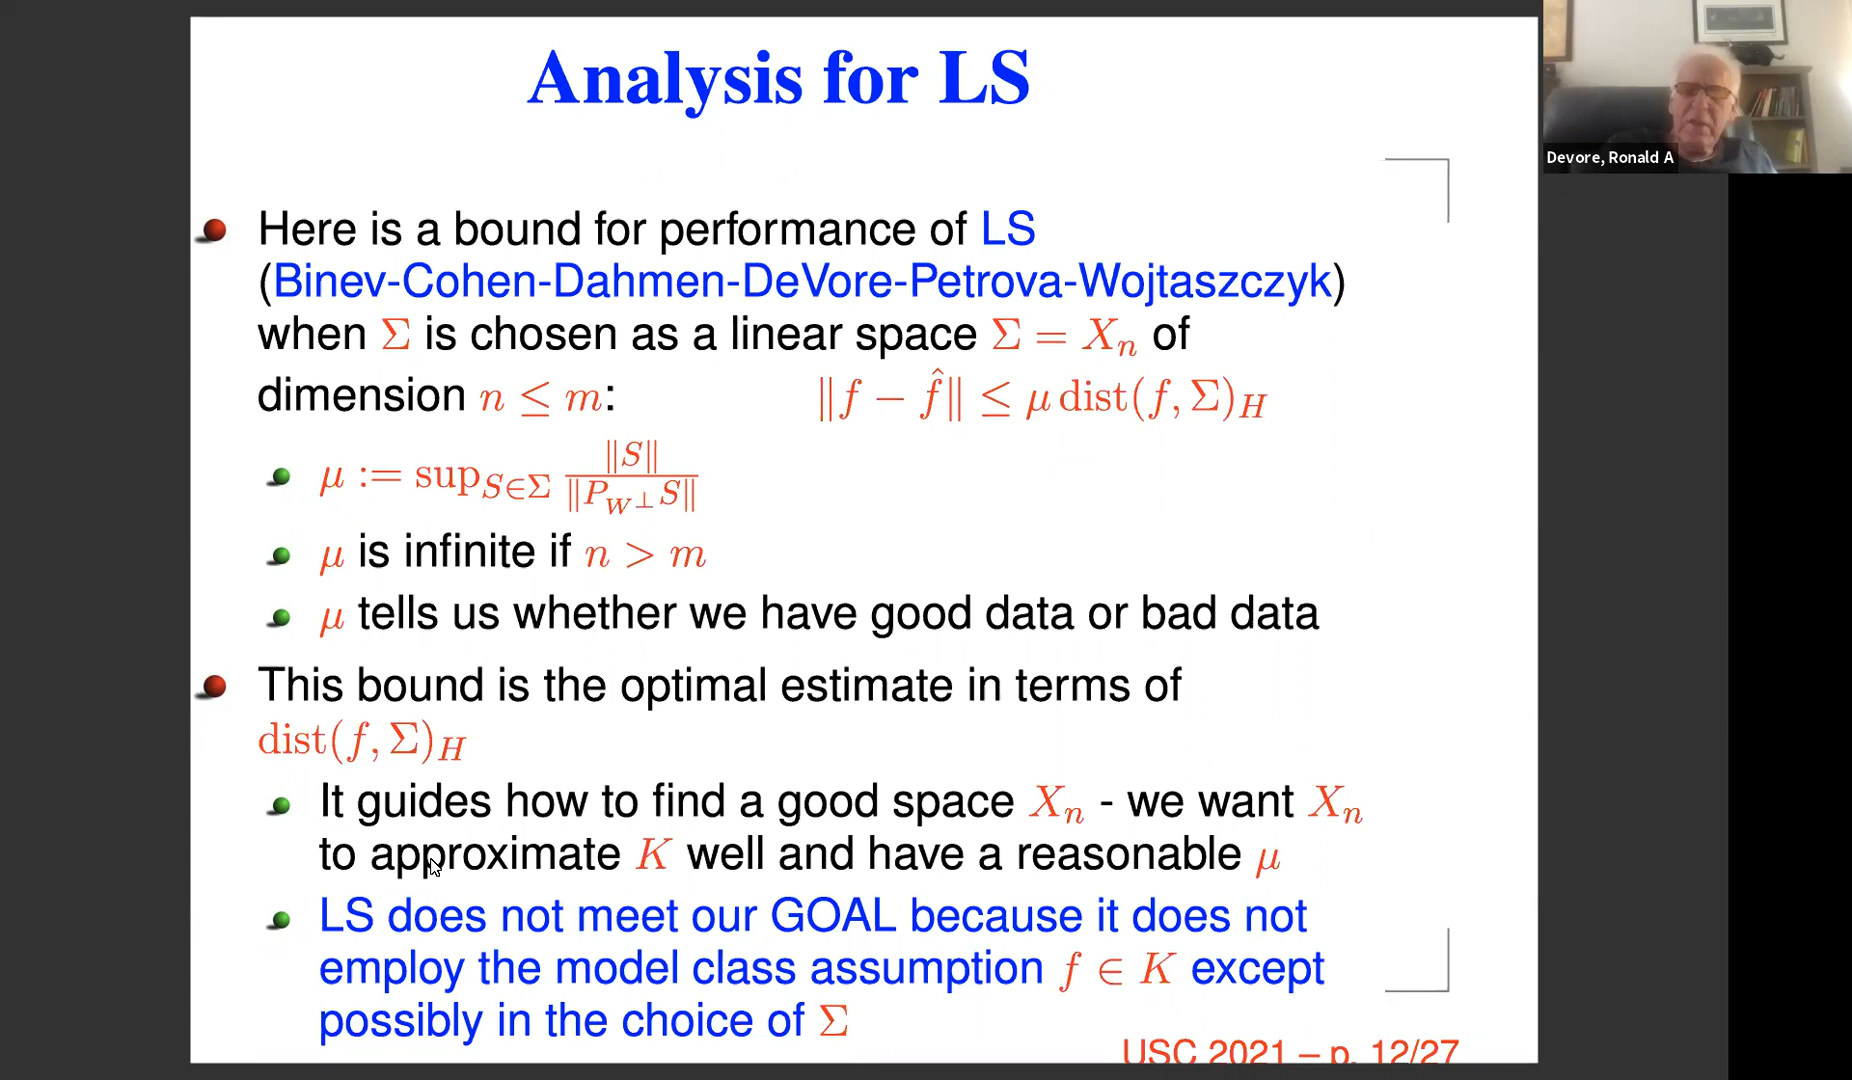 Analysis for LS
Devore, Ronald A
Here is a bound for performance of LS
(Binev-Cohen-Dahmen-DeVore-Petrova-Wojtaszczyk)
when Σ is chosen as a linear space Σ = Xₙ of
dimension n ≤ m: ‖f − f̂‖ ≤ μ dist(f, Σ)_H
μ := sup_{S∈Σ} ‖S‖ / ‖P_{W⊥}S‖
μ is infinite if n > m
μ tells us whether we have good data or bad data
This bound is the optimal estimate in terms of
dist(f, Σ)_H
It guides how to find a good space Xₙ - we want Xₙ
to approximate K well and have a reasonable μ
LS does not meet our GOAL because it does not
employ the model class assumption f ∈ K except
possibly in the choice of Σ
USC 2021 – p. 12/27